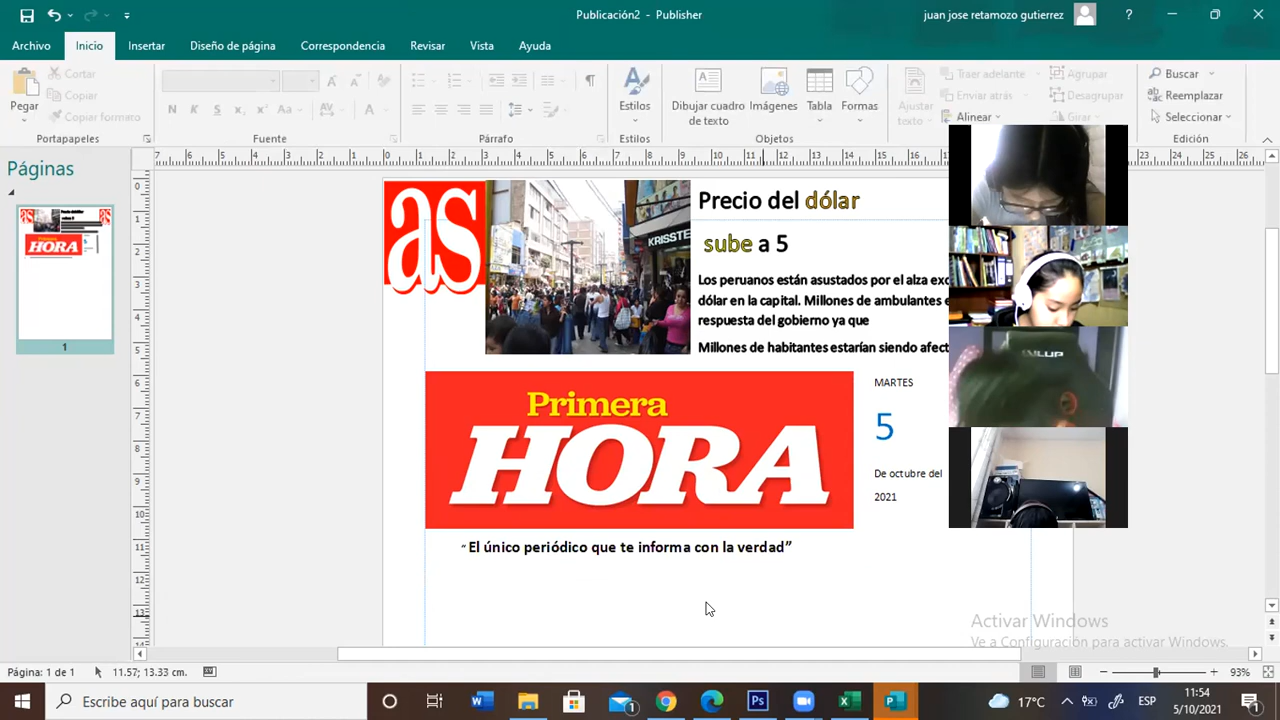 Publicación2 - Publisher
juan jose retamozo gutierrez
?
Archivo Inicio Insertar Diseño de página Correspondencia Revisar Vista Ayuda
Pegar
Cortar
Copiar
Copiar formato
Portapapeles
N K S Aa
Fuente
Párrafo
Estilos
Estilos
Dibujar cuadro de texto
Imágenes
Tabla
Formas
Objetos
Ajustar texto
Traer adelante
Enviar atrás
Alinear
Agrupar
Desagrupar
Girar
Buscar
Reemplazar
Seleccionar
Edición
Páginas
1
as
KRISSTE
Precio del dólar
sube a 5
Los peruanos están asustados por el alza
dólar en la capital. Millones de ambulantes
respuesta del gobierno ya que
Millones de habitantes estarían siendo
Primera
HORA
MARTES
5
De octubre del
2021
“ El único periódico que te informa con la verdad”
Activar Windows
Ve a Configuración para activar Windows.
Página: 1 de 1
11.57; 13.33 cm.
93%
Escribe aquí para buscar
17°C
ESP
11:54
5/10/2021